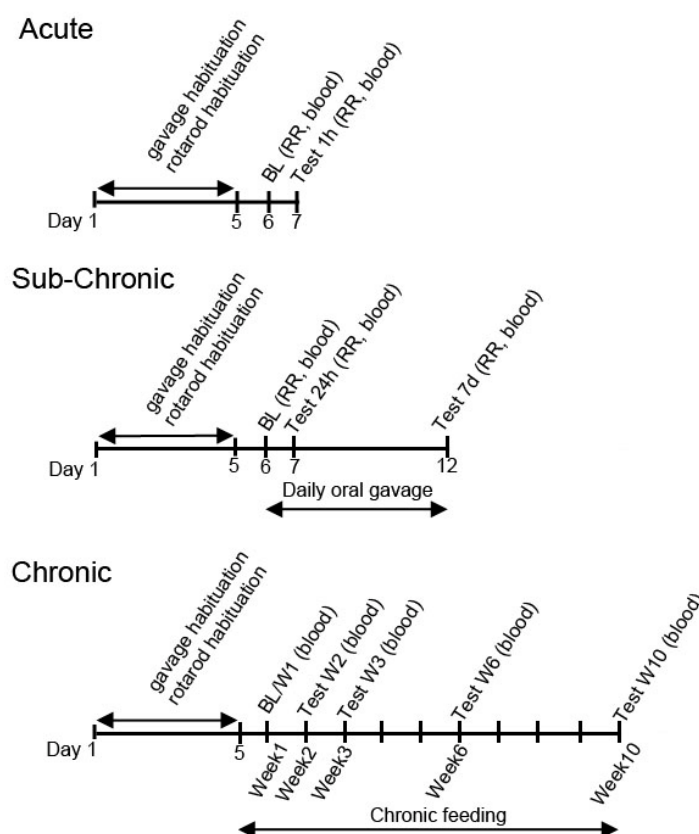 Acute
gavage habituation
rotarod habituation
BL (RR, blood)
Test 1h (RR, blood)
Day 1
5
6
7
Sub-Chronic
gavage habituation
rotarod habituation
BL (RR, blood)
Test 24h (RR, blood)
Test 7d (RR, blood)
Day 1
5
6
7
12
Daily oral gavage
Chronic
gavage habituation
rotarod habituation
BL/W1 (blood)
Test W2 (blood)
Test W3 (blood)
Test W6 (blood)
Test W10 (blood)
Day 1
5
Week1
Week2
Week3
Week6
Week10
Chronic feeding